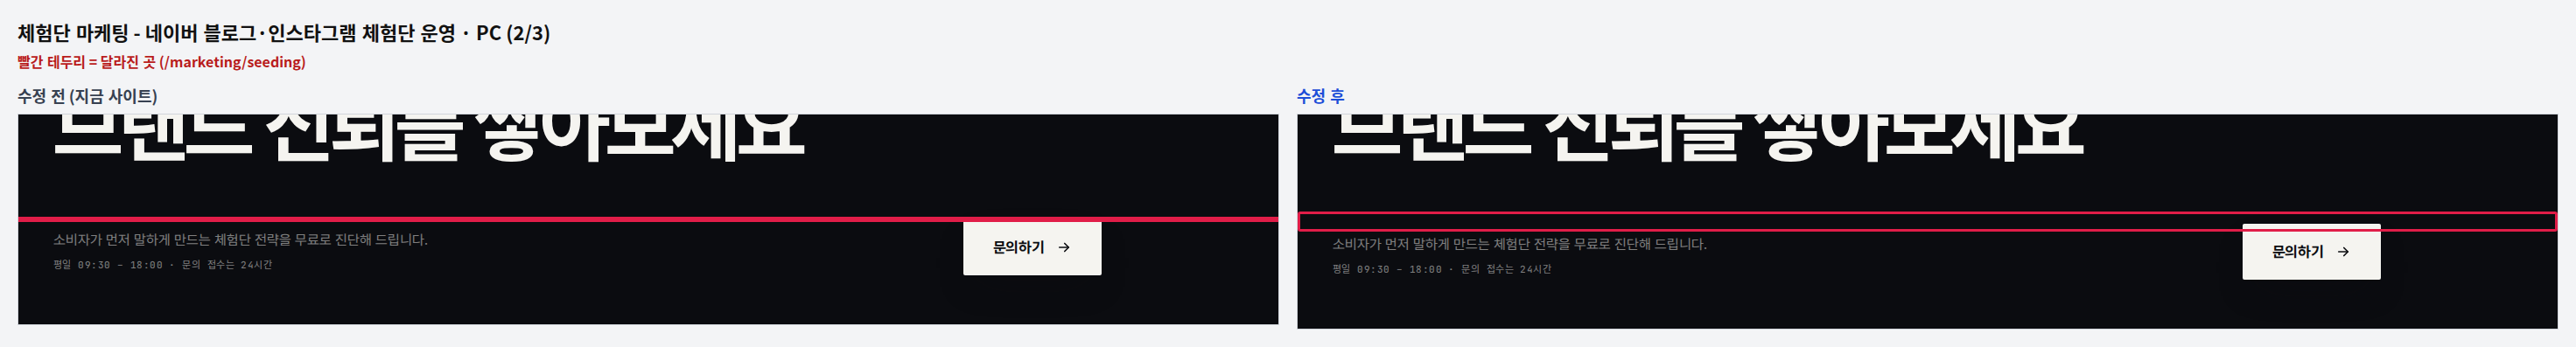 체험단 마케팅 - 네이버 블로그·인스타그램 체험단 운영 · PC (2/3)
빨간 테두리 = 달라진 곳 (/marketing/seeding)
수정 전 (지금 사이트)
브랜드 신뢰를 쌓아보세요
소비자가 먼저 말하게 만드는 체험단 전략을 무료로 진단해 드립니다.
문의하기 →
평일 09:30 – 18:00 · 문의 접수는 24시간
수정 후
브랜드 신뢰를 쌓아보세요
소비자가 먼저 말하게 만드는 체험단 전략을 무료로 진단해 드립니다.
문의하기 →
평일 09:30 – 18:00 · 문의 접수는 24시간